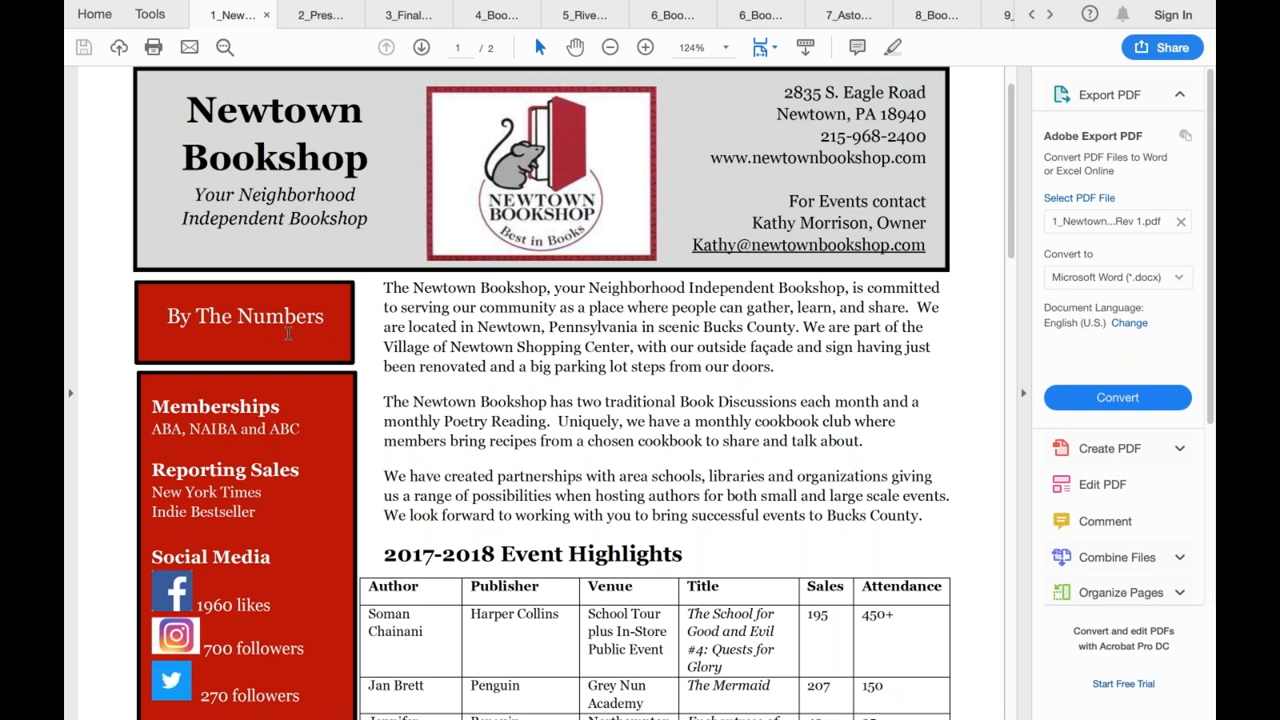 Home Tools 1_New... × 2_Pres... 3_Final... 4_Boo... 5_Rive... 6_Boo... 6_Boo... 7_Asto... 8_Boo... 9_ Sign In
1 / 2 124% Share
Newtown
Bookshop
Your Neighborhood
Independent Bookshop
NEWTOWN
BOOKSHOP
Best in Books
2835 S. Eagle Road
Newtown, PA 18940
215-968-2400
www.newtownbookshop.com
For Events contact
Kathy Morrison, Owner
Kathy@newtownbookshop.com
By The Numbers
Memberships
ABA, NAIBA and ABC
Reporting Sales
New York Times
Indie Bestseller
Social Media
1960 likes
700 followers
270 followers
The Newtown Bookshop, your Neighborhood Independent Bookshop, is committed
to serving our community as a place where people can gather, learn, and share. We
are located in Newtown, Pennsylvania in scenic Bucks County. We are part of the
Village of Newtown Shopping Center, with our outside façade and sign having just
been renovated and a big parking lot steps from our doors.
The Newtown Bookshop has two traditional Book Discussions each month and a
monthly Poetry Reading. Uniquely, we have a monthly cookbook club where
members bring recipes from a chosen cookbook to share and talk about.
We have created partnerships with area schools, libraries and organizations giving
us a range of possibilities when hosting authors for both small and large scale events.
We look forward to working with you to bring successful events to Bucks County.
2017-2018 Event Highlights
Author Publisher Venue Title Sales Attendance
Soman Harper Collins School Tour The School for 195 450+
Chainani plus In-Store Good and Evil
Public Event #4: Quests for
Glory
Jan Brett Penguin Grey Nun The Mermaid 207 150
Academy
Export PDF
Adobe Export PDF
Convert PDF Files to Word
or Excel Online
Select PDF File
1_Newtown...Rev 1.pdf
Convert to
Microsoft Word (*.docx)
Document Language:
English (U.S.) Change
Convert
Create PDF
Edit PDF
Comment
Combine Files
Organize Pages
Convert and edit PDFs
with Acrobat Pro DC
Start Free Trial